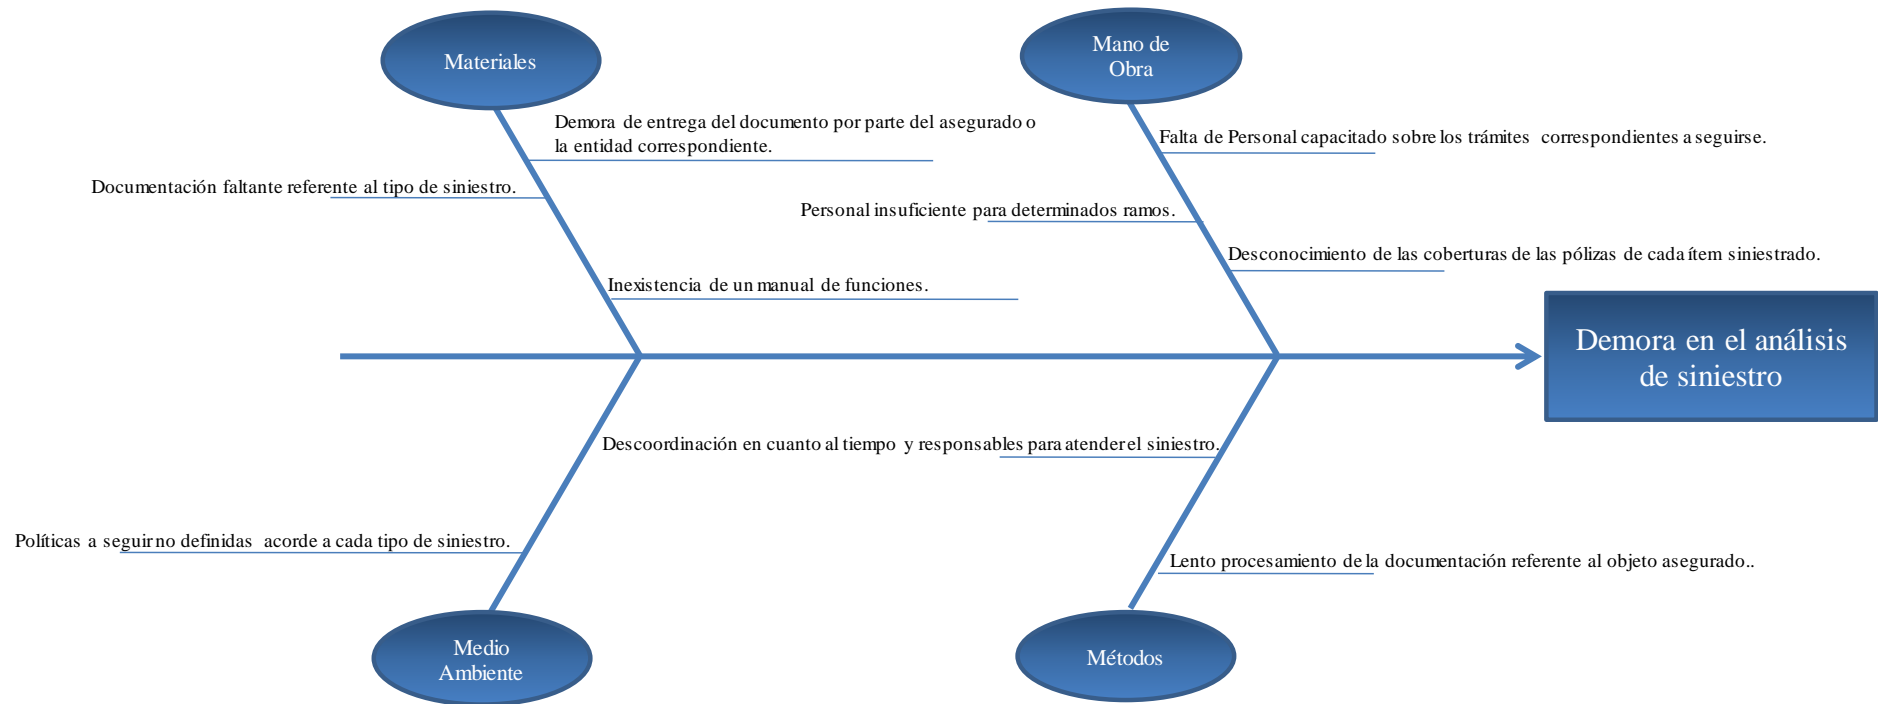 Materiales
Mano de
Obra
Demora de entrega del documento por parte del asegurado o
la entidad correspondiente.
Falta de Personal capacitado sobre los trámites correspondientes a seguirse.
Documentación faltante referente al tipo de siniestro.
Personal insuficiente para determinados ramos.
Desconocimiento de las coberturas de las pólizas de cada ítem siniestrado.
Inexistencia de un manual de funciones.
Demora en el análisis
de siniestro
Descoordinación en cuanto al tiempo y responsables para atender el siniestro.
Políticas a seguir no definidas acorde a cada tipo de siniestro.
Lento procesamiento de la documentación referente al objeto asegurado..
Medio
Ambiente
Métodos